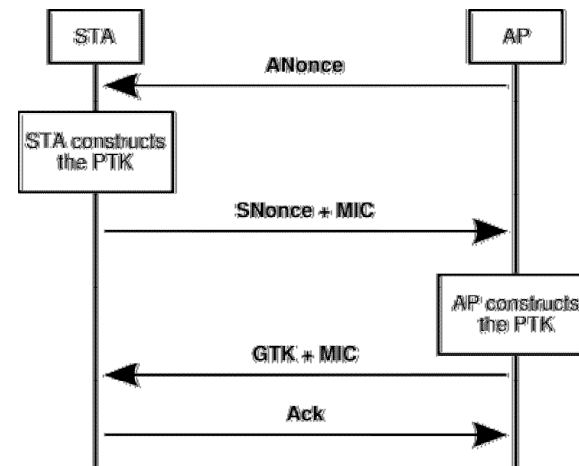 STA
AP
ANonce
STA constructs
the PTK
SNonce + MIC
AP constructs
the PTK
GTK + MIC
Ack